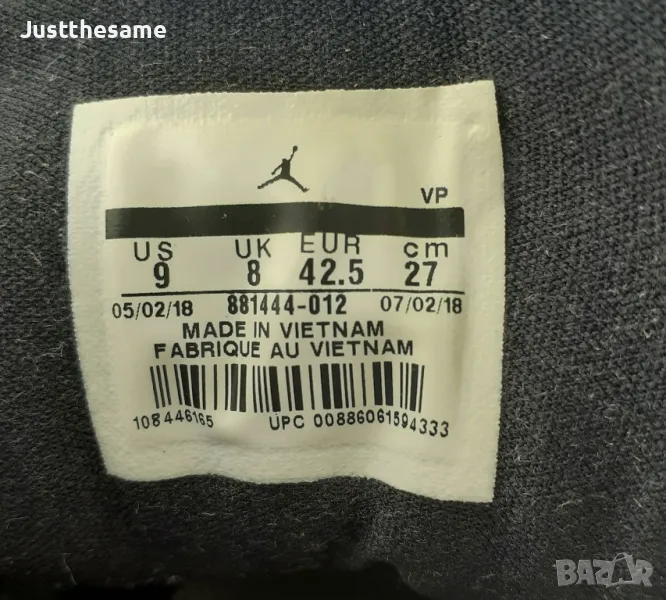 Justthesame
VP
US UK EUR cm
9 8 42.5 27
05/02/18 881444-012 07/02/18
MADE IN VIETNAM
FABRIQUE AU VIETNAM
108446165 UPC 00886061594333
BAZAR